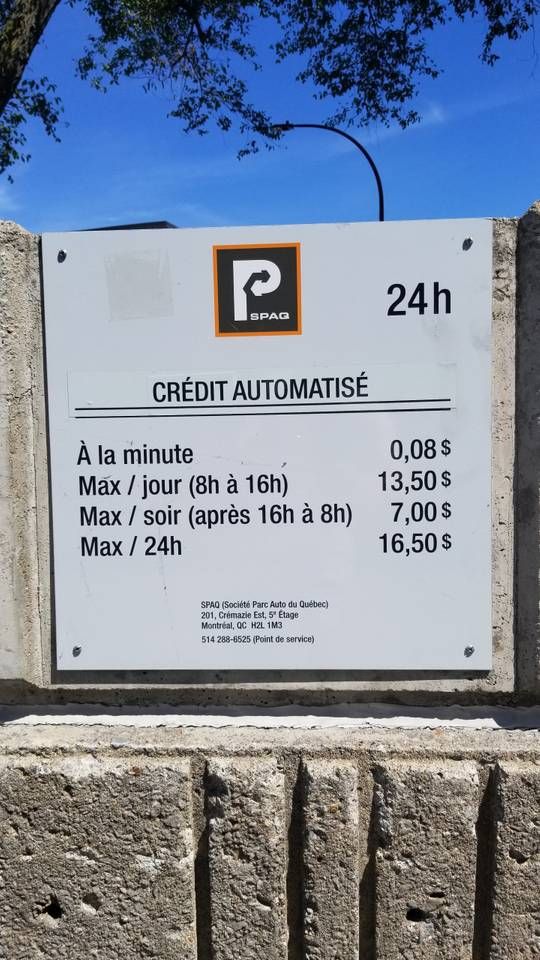 P
SPAQ
24h
CRÉDIT AUTOMATISÉ
À la minute 0,08 $
Max / jour (8h à 16h) 13,50 $
Max / soir (après 16h à 8h) 7,00 $
Max / 24h 16,50 $
SPAQ (Société Parc Auto du Québec)
201, Crémazie Est, 5e Étage
Montréal, QC H2L 1M3
514 288-6525 (Point de service)